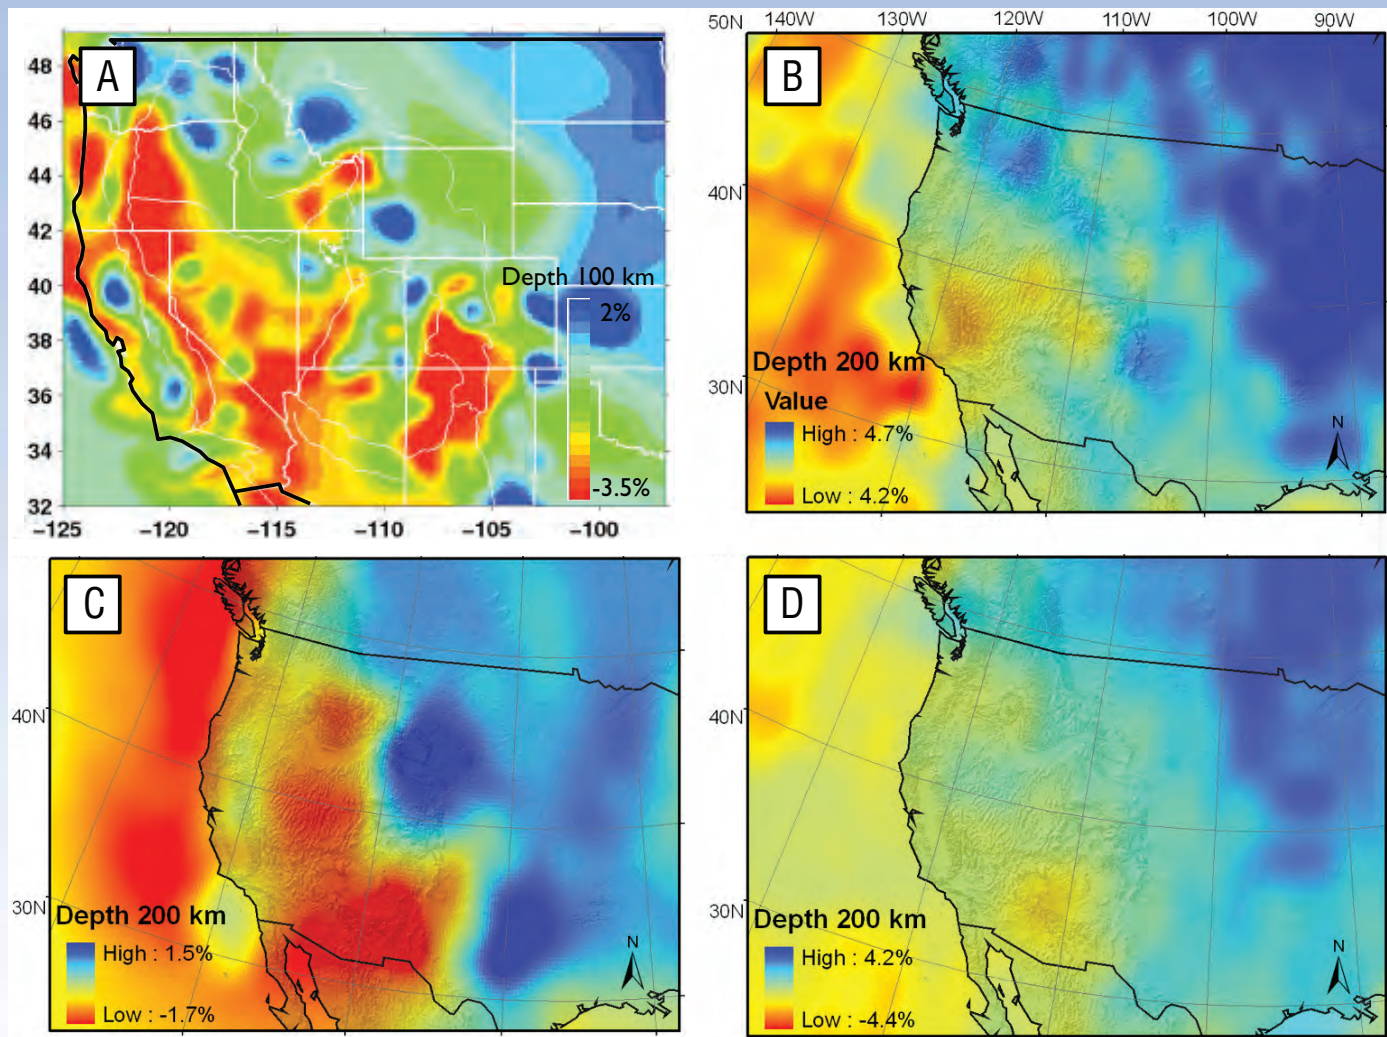 A
48
46
44
42
40
38
36
34
32
−125
−120
−115
−110
−105
−100
Depth 100 km
2%
-3.5%
50N
140W
130W
120W
110W
100W
90W
B
40N
30N
Depth 200 km
Value
High : 4.7%
Low : 4.2%
N
C
40N
30N
Depth 200 km
High : 1.5%
Low : -1.7%
N
D
40N
30N
Depth 200 km
High : 4.2%
Low : -4.4%
N